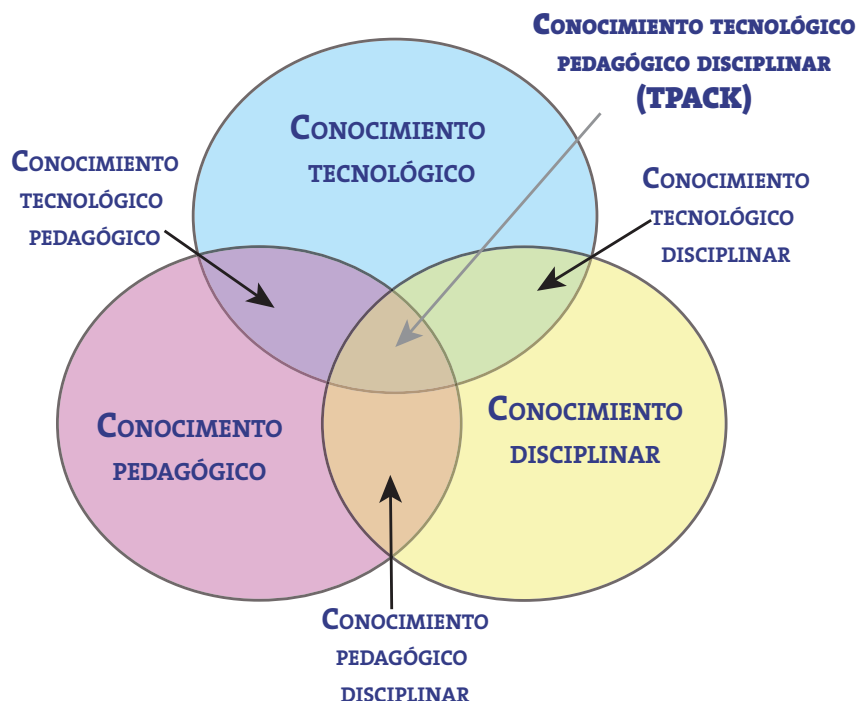 Conocimiento tecnológico
pedagógico disciplinar
(TPACK)
Conocimiento
tecnológico
Conocimiento
tecnológico
pedagógico
Conocimiento
tecnológico
disciplinar
Conocimento
pedagógico
Conocimiento
disciplinar
Conocimiento
pedagógico
disciplinar